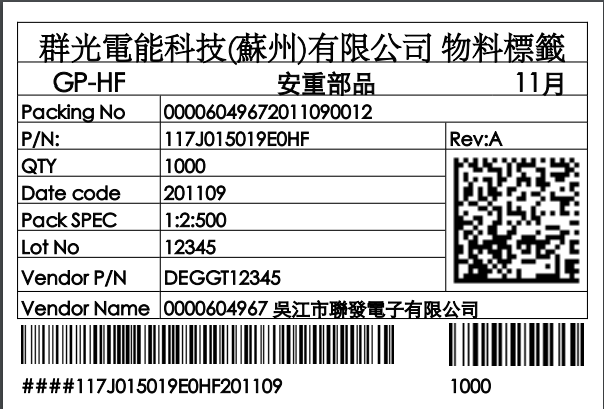 群光電能科技(蘇州)有限公司 物料標籤
GP-HF 安重部品 11月
Packing No 00006049672011090012
P/N: 117J015019E0HF Rev:A
QTY 1000
Date code 201109
Pack SPEC 1:2:500
Lot No 12345
Vendor P/N DEGGT12345
Vendor Name 0000604967 吳江市聯發電子有限公司
####117J015019E0HF201109 1000